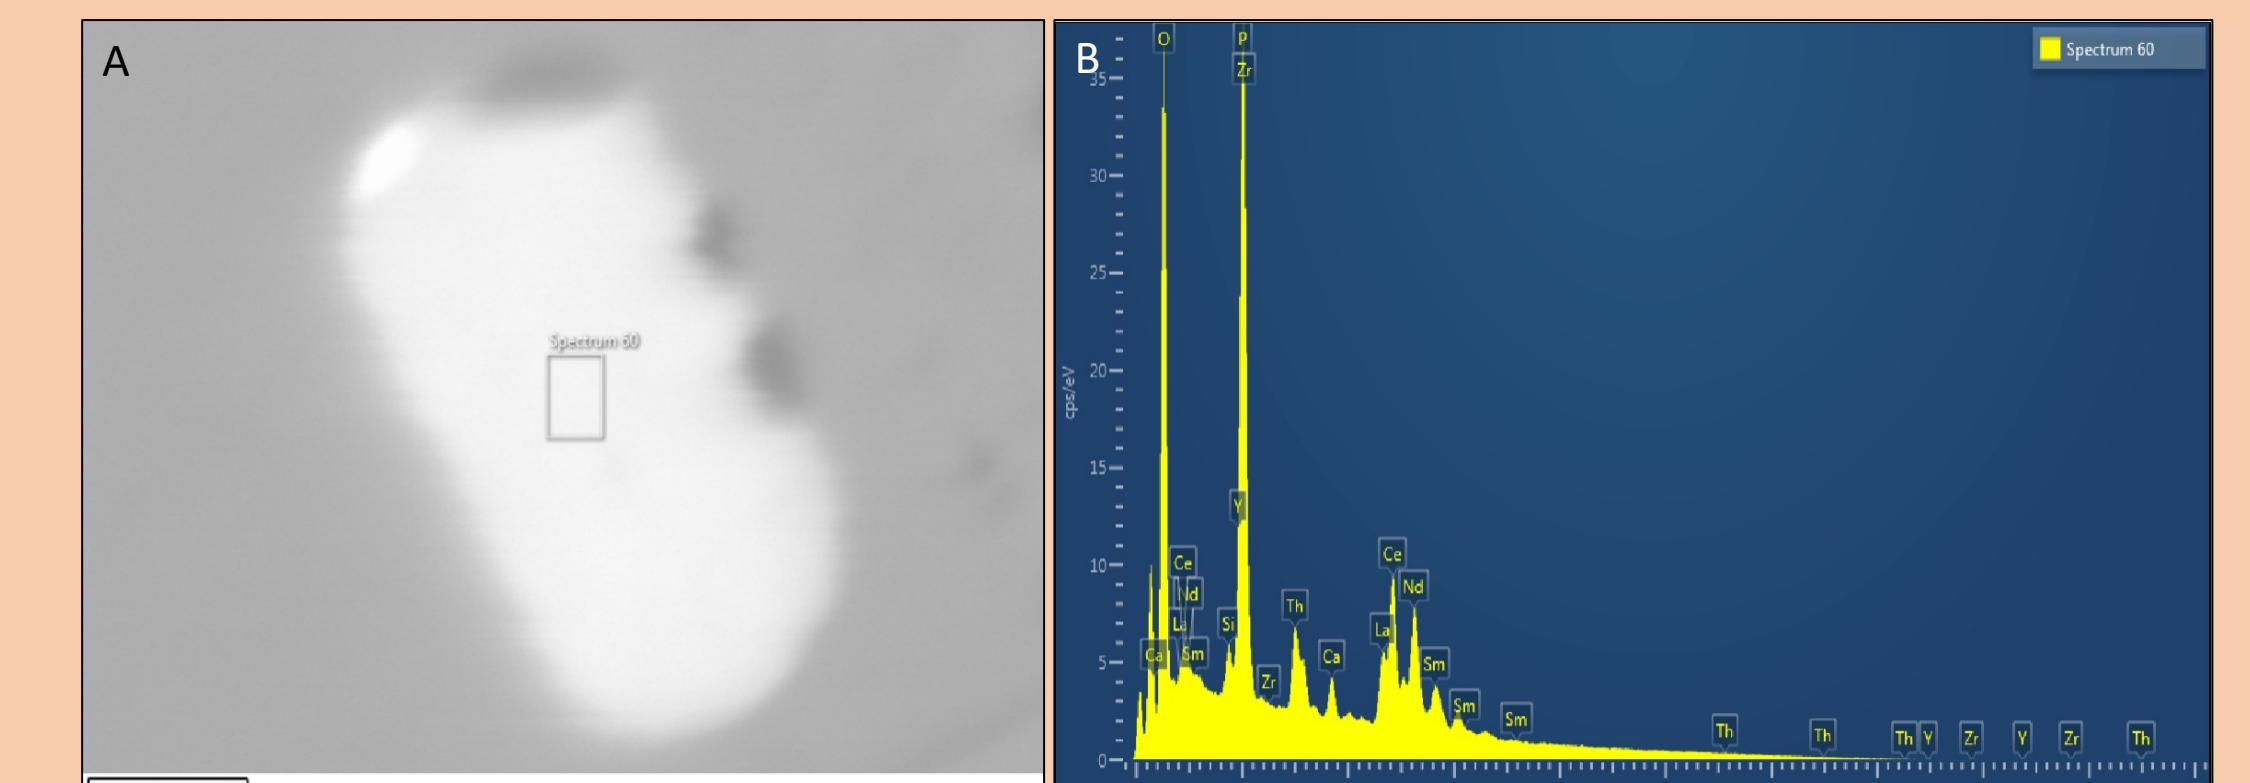 A
Spectrum 60
B
Spectrum 60
O
P
Zr
35
30
25
20
15
10
5
0
cps/eV
Y
Ce
Nd
La
Ca
Sm
Si
Zr
Th
Ca
La
Ce
Nd
Sm
Sm
Sm
Th
Th
Th
Y
Zr
Y
Zr
Th